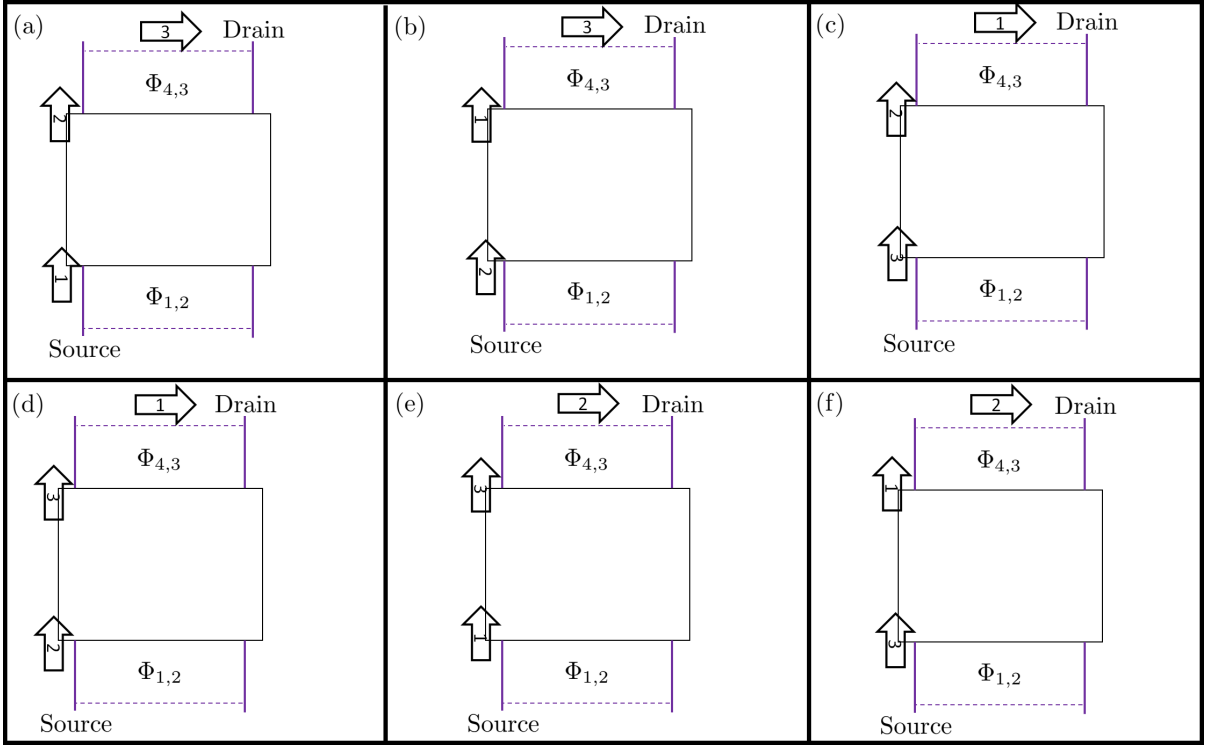 (a) 3 Drain
Φ4,3
2
1
Φ1,2
Source
(b) 3 Drain
Φ4,3
1
2
Φ1,2
Source
(c) 1 Drain
Φ4,3
2
3
Φ1,2
Source
(d) 1 Drain
Φ4,3
3
2
Φ1,2
Source
(e) 2 Drain
Φ4,3
3
1
Φ1,2
Source
(f) 2 Drain
Φ4,3
1
3
Φ1,2
Source